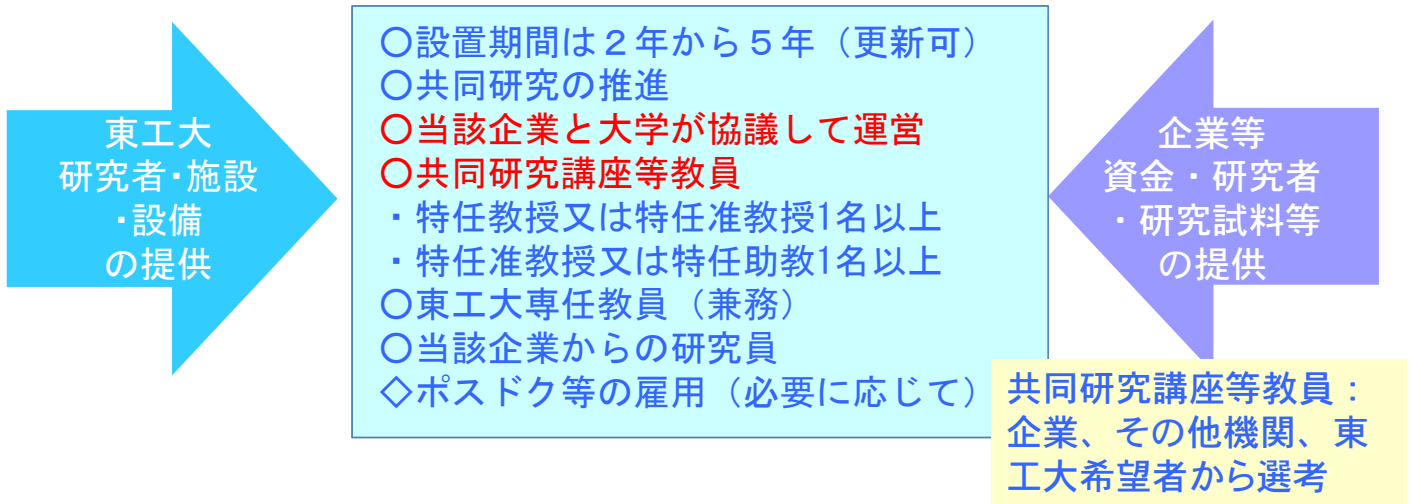 東工大
研究者・施設
・設備
の提供
〇設置期間は２年から５年（更新可）
〇共同研究の推進
〇当該企業と大学が協議して運営
〇共同研究講座等教員
・特任教授又は特任准教授1名以上
・特任准教授又は特任助教1名以上
〇東工大専任教員（兼務）
〇当該企業からの研究員
◇ポスドク等の雇用（必要に応じて）
企業等
資金・研究者
・研究試料等
の提供
共同研究講座等教員：
企業、その他機関、東
工大希望者から選考